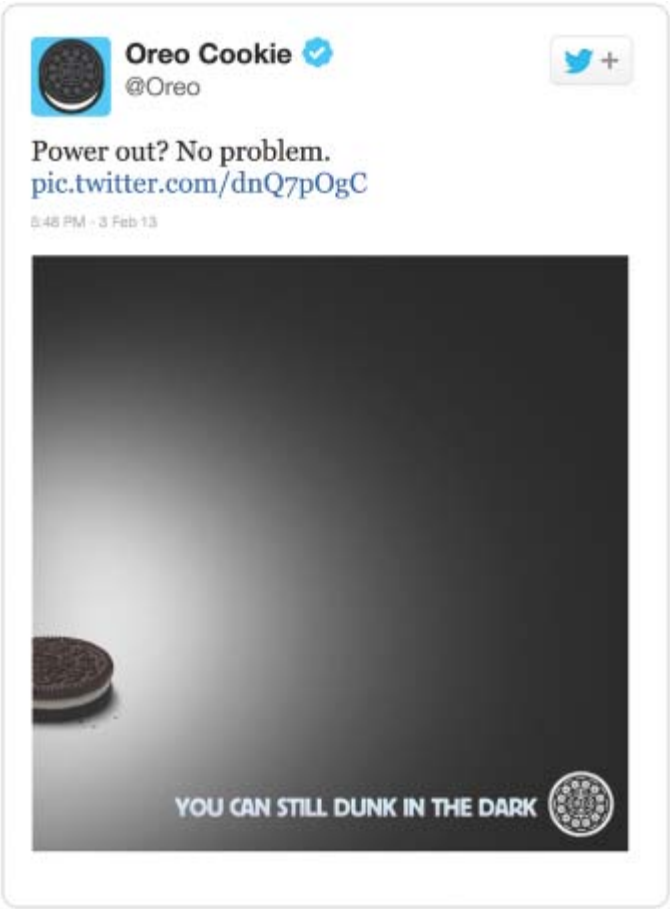 Oreo Cookie
@Oreo
Power out? No problem.
pic.twitter.com/dnQ7pOgC
5:48 PM - 3 Feb 13
YOU CAN STILL DUNK IN THE DARK